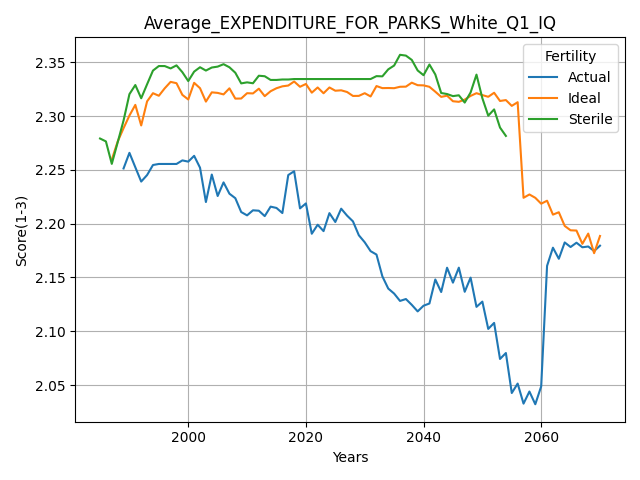 Average_EXPENDITURE_FOR_PARKS_White_Q1_IQ
Fertility
Actual
Ideal
Sterile
Score(1-3)
2.35
2.30
2.25
2.20
2.15
2.10
2.05
2000
2020
2040
2060
Years